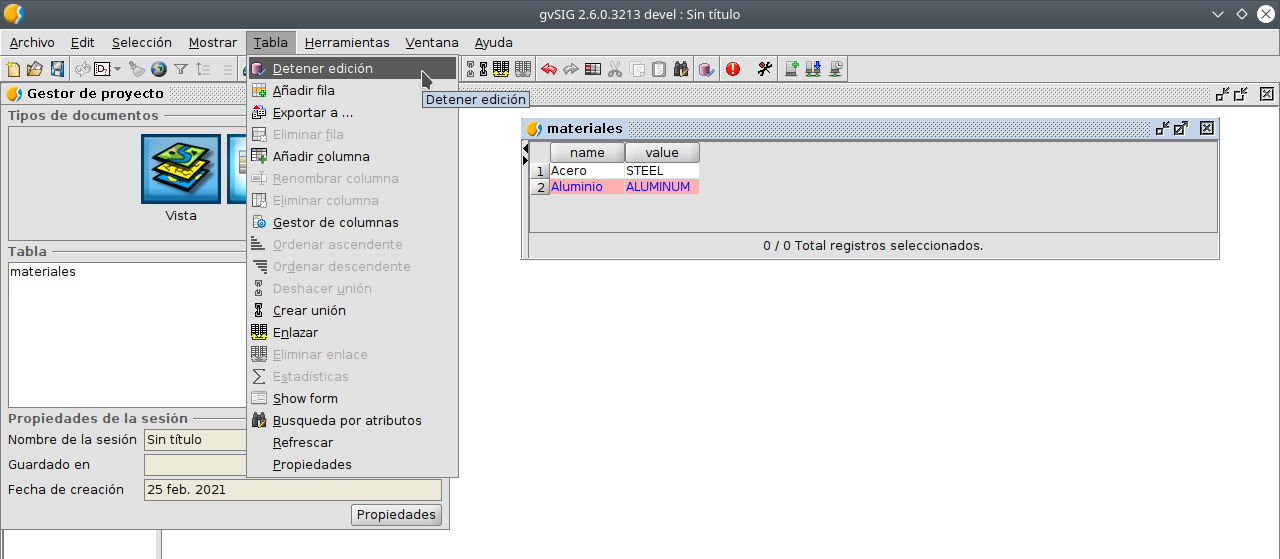 gvSIG 2.6.0.3213 devel : Sin título
Archivo Edit Selección Mostrar Tabla Herramientas Ventana Ayuda
Gestor de proyecto
Tipos de documentos
Vista
Tabla
materiales
Propiedades de la sesión
Nombre de la sesión Sin título
Guardado en
Fecha de creación 25 feb. 2021
Propiedades
Detener edición
Añadir fila
Exportar a ...
Eliminar fila
Añadir columna
Renombrar columna
Eliminar columna
Gestor de columnas
Ordenar ascendente
Ordenar descendente
Deshacer unión
Crear unión
Enlazar
Eliminar enlace
Estadísticas
Show form
Busqueda por atributos
Refrescar
Propiedades
Detener edición
materiales
name value
1 Acero STEEL
2 Aluminio ALUMINUM
0 / 0 Total registros seleccionados.